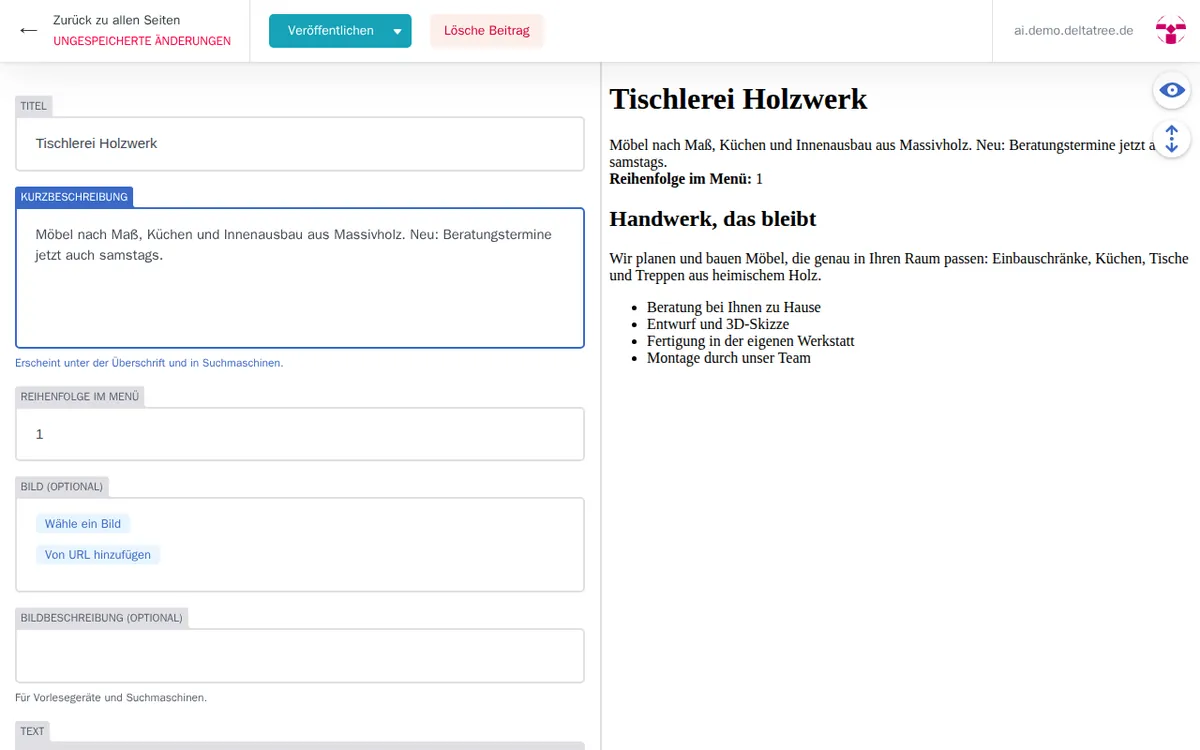 Zurück zu allen Seiten
UNGESPEICHERTE ÄNDERUNGEN
Veröffentlichen
Lösche Beitrag
ai.demo.deltatree.de
TITEL
Tischlerei Holzwerk
KURZBESCHREIBUNG
Möbel nach Maß, Küchen und Innenausbau aus Massivholz. Neu: Beratungstermine
jetzt auch samstags.
Erscheint unter der Überschrift und in Suchmaschinen.
REIHENFOLGE IM MENÜ
1
BILD (OPTIONAL)
Wähle ein Bild
Von URL hinzufügen
BILDBESCHREIBUNG (OPTIONAL)
Für Vorlesegeräte und Suchmaschinen.
TEXT
Tischlerei Holzwerk
Möbel nach Maß, Küchen und Innenausbau aus Massivholz. Neu: Beratungstermine jetzt
samstags.
Reihenfolge im Menü: 1
Handwerk, das bleibt
Wir planen und bauen Möbel, die genau in Ihren Raum passen: Einbauschränke, Küchen, Tische
und Treppen aus heimischem Holz.
Beratung bei Ihnen zu Hause
Entwurf und 3D-Skizze
Fertigung in der eigenen Werkstatt
Montage durch unser Team